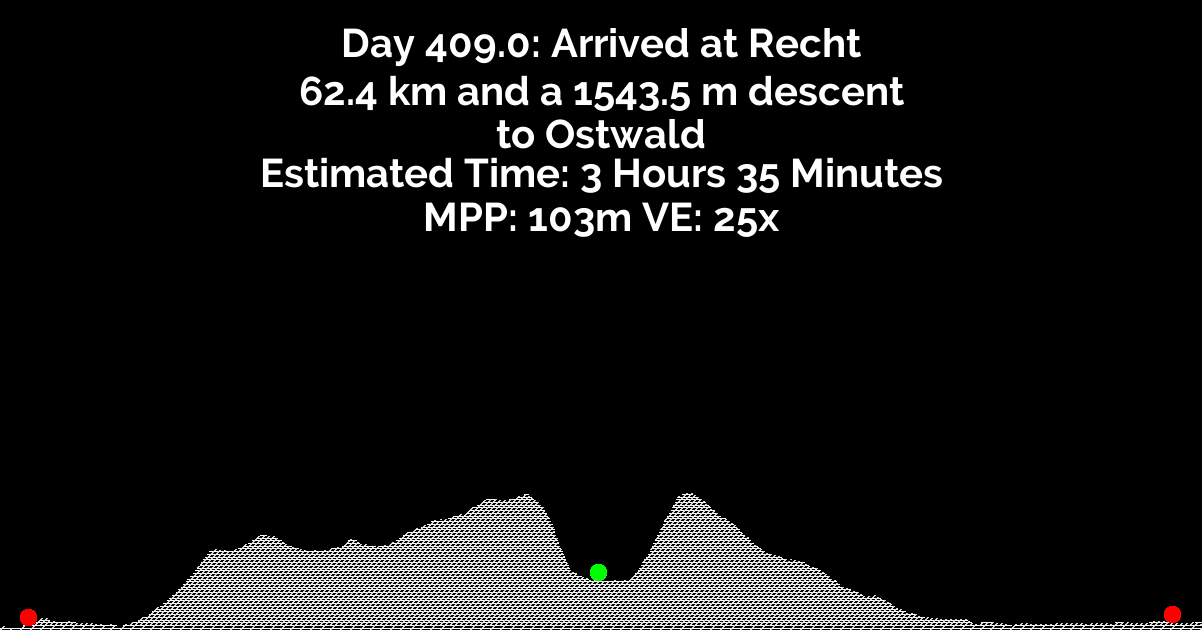 Day 409.0: Arrived at Recht
62.4 km and a 1543.5 m descent
to Ostwald
Estimated Time: 3 Hours 35 Minutes
MPP: 103m VE: 25x